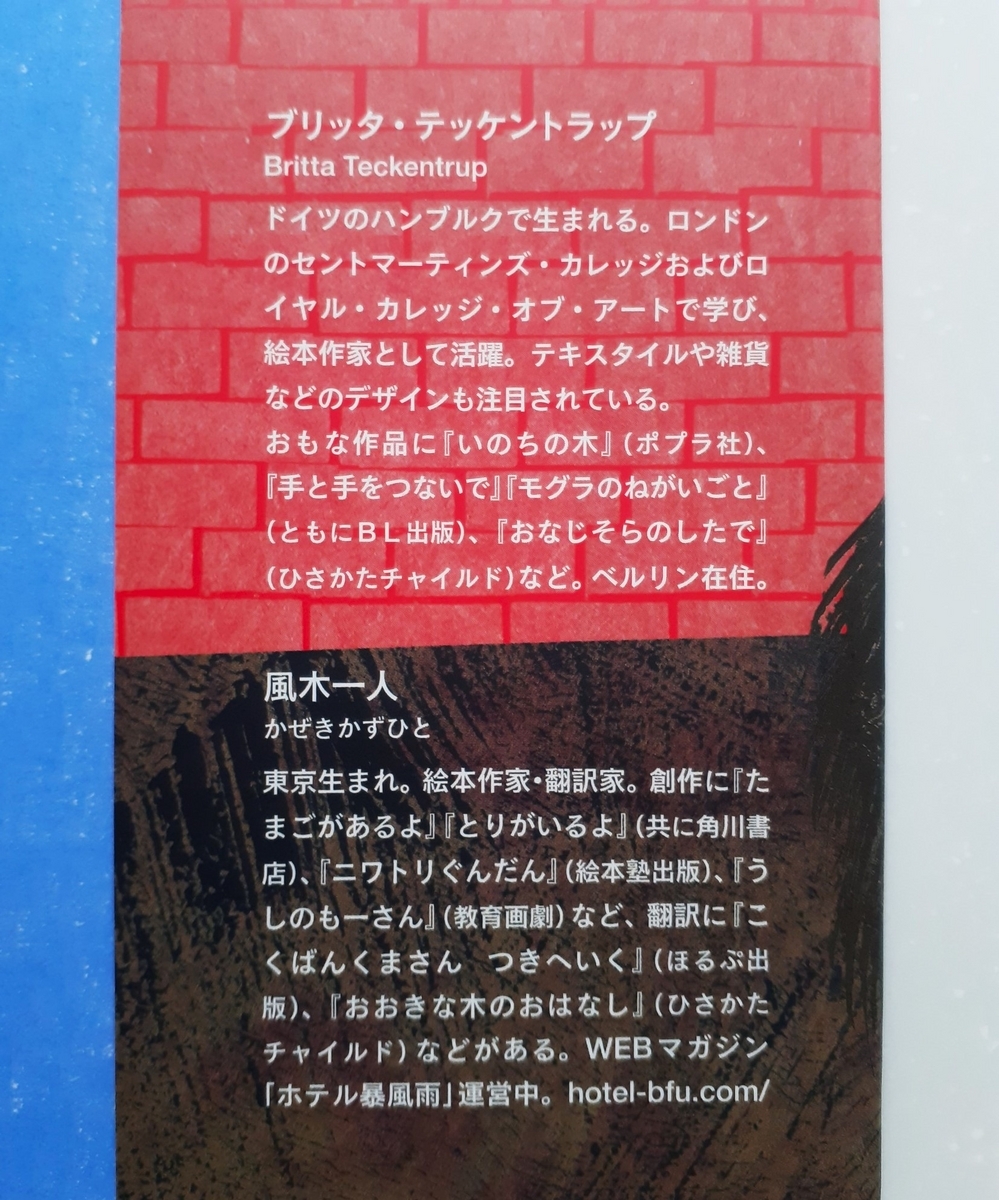 ブリッタ・テッケントラップ
Britta Teckentrup
ドイツのハンブルクで生まれる。ロンドン
のセントマーティンズ・カレッジおよびロ
イヤル・カレッジ・オブ・アートで学び、
絵本作家として活躍。テキスタイルや雑貨
などのデザインも注目されている。
おもな作品に『いのちの木』(ポプラ社)、
『手と手をつないで』『モグラのねがいごと』
(ともにBL出版)、『おなじそらのしたで』
(ひさかたチャイルド)など。ベルリン在住。
風木一人
かぜきかずひと
東京生まれ。絵本作家・翻訳家。創作に『た
まごがあるよ』『とりがいるよ』(共に角川書
店)、『ニワトリぐんだん』(絵本塾出版)、『う
しのもーさん』(教育画劇)など、翻訳に『こ
くばんくまさん　つきへいく』(ほるぷ出
版)、『おおきな木のおはなし』(ひさかた
チャイルド)などがある。WEBマガジン
「ホテル暴風雨」運営中。hotel-bfu.com/